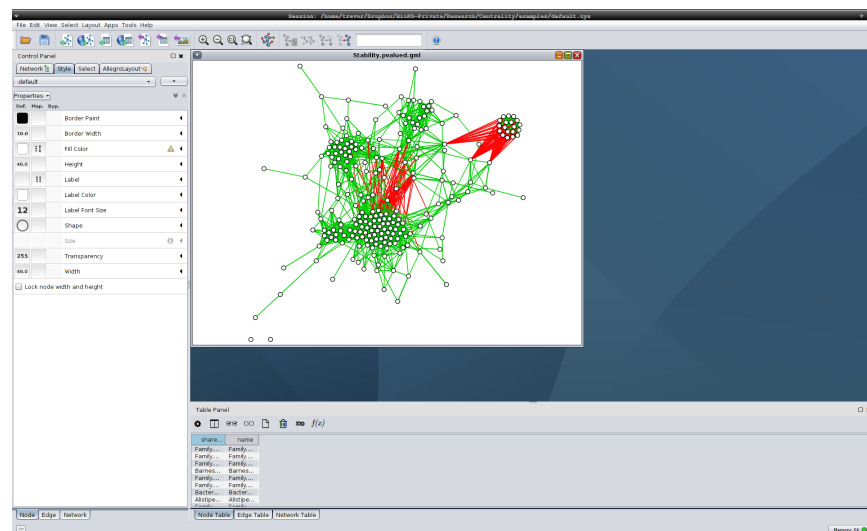 Session: /home/trevor/Dropbox/BioRG-Private/Research/Centrality/examples/default.cys
File Edit View Select Layout Apps Tools Help
Control Panel
Network Style Select AllegroLayout
default
Properties
Def. Map. Byp.
Border Paint
10.0 Border Width
Fill Color
40.0 Height
Label
Label Color
12 Label Font Size
Shape
Size
255 Transparency
40.0 Width
Lock node width and height
Node Edge Network
Stability.pvalued.gml
Table Panel
f(x)
share... name
Family.... Family....
Family.... Family....
Family.... Family....
Barnes... Barnes...
Family.... Family....
Family.... Family....
Bacter... Bacter...
Alistipe... Alistipe...
Node Table Edge Table Network Table